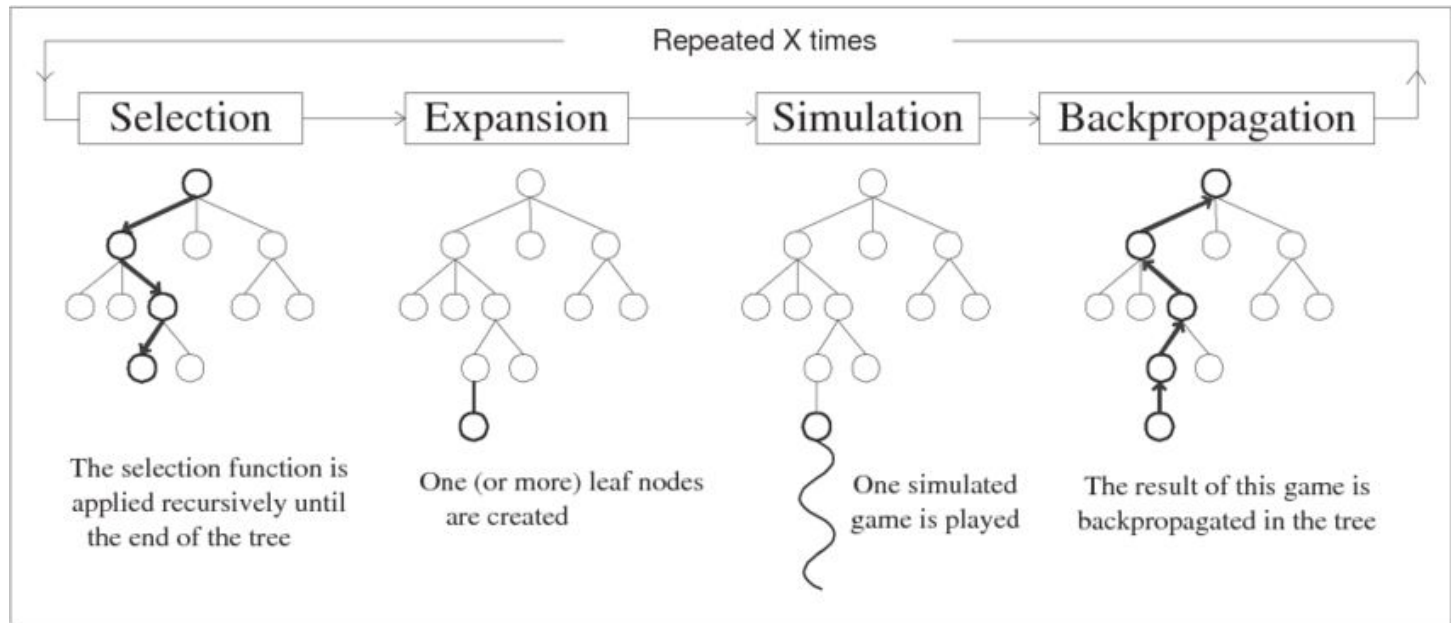 Repeated X times
Selection
Expansion
Simulation
Backpropagation
The selection function is
applied recursively until
the end of the tree
One (or more) leaf nodes
are created
One simulated
game is played
The result of this game is
backpropagated in the tree